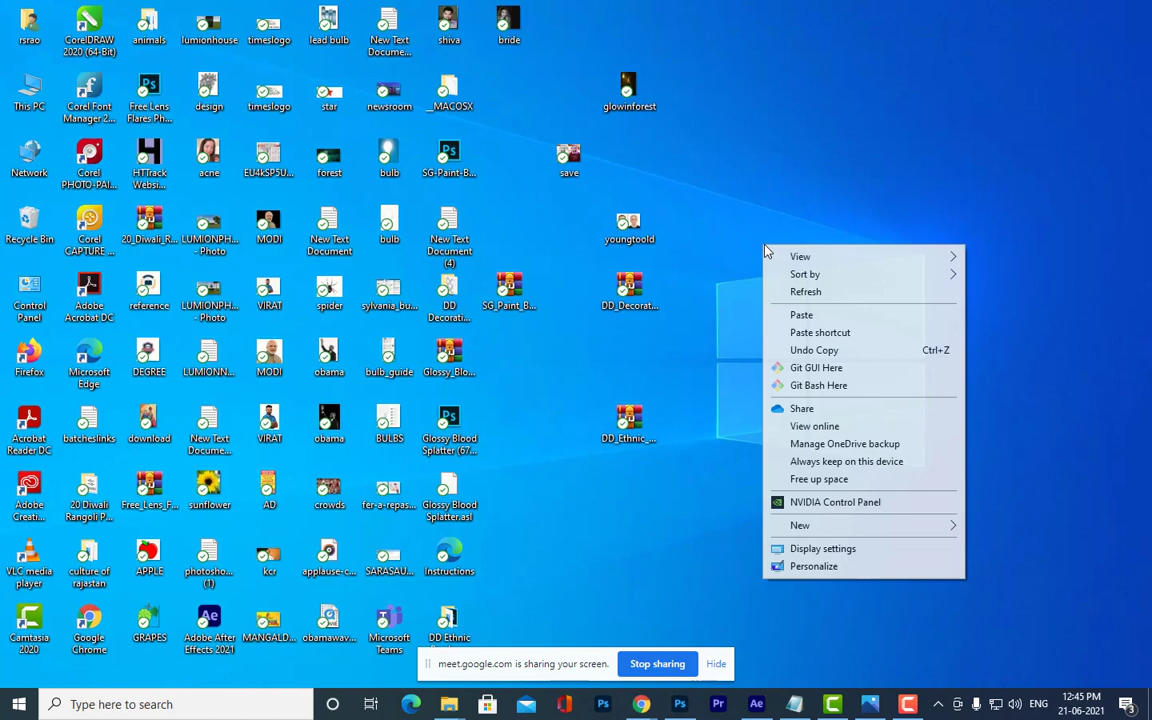 rsrao
CorelDRAW
2020 (64-Bit)
animals
lumionhouse
timeslogo
lead bulb
New Text
Docume...
shiva
bride
This PC
Corel Font
Manager 2...
Free Lens
Flares Ph...
design
timeslogo
star
newsroom
__MACOSX
glowinforest
Network
Corel
PHOTO-PAI...
HTTrack
Websi...
acne
EU4kSP5U...
forest
bulb
SG-Paint-B...
save
Recycle Bin
Corel
CAPTURE ...
20_Diwali_R...
LUMIONPH...
- Photo
MODI
New Text
Document
bulb
New Text
Document
(4)
youngtoold
Control
Panel
Adobe
Acrobat DC
reference
LUMIONPH...
- Photo
VIRAT
spider
sylvania_bu...
DD
Decorati...
SG_Paint_B...
DD_Decorat...
Firefox
Microsoft
Edge
DEGREE
LUMIONN...
MODI
obama
bulb_guide
Glossy_Blo...
Acrobat
Reader DC
batcheslinks
download
New Text
Docume...
VIRAT
obama
BULBS
Glossy Blood
Splatter (67...
DD_Ethnic_...
Adobe
Creati...
20 Diwali
Rangoli P...
Free_Lens_F...
sunflower
AD
crowds
fer-a-repas...
Glossy Blood
Splatter.asl
VLC media
player
culture of
rajastan
APPLE
photosho...
(1)
kcr
applause-c...
SARASAU...
Instructions
Camtasia
2020
Google
Chrome
GRAPES
Adobe After
Effects 2021
MANGALD...
obamawav...
Microsoft
Teams
DD Ethnic
View
Sort by
Refresh
Paste
Paste shortcut
Undo Copy Ctrl+Z
Git GUI Here
Git Bash Here
Share
View online
Manage OneDrive backup
Always keep on this device
Free up space
NVIDIA Control Panel
New
Display settings
Personalize
meet.google.com is sharing your screen. Stop sharing Hide
Type here to search
ENG
12:45 PM
21-06-2021
3